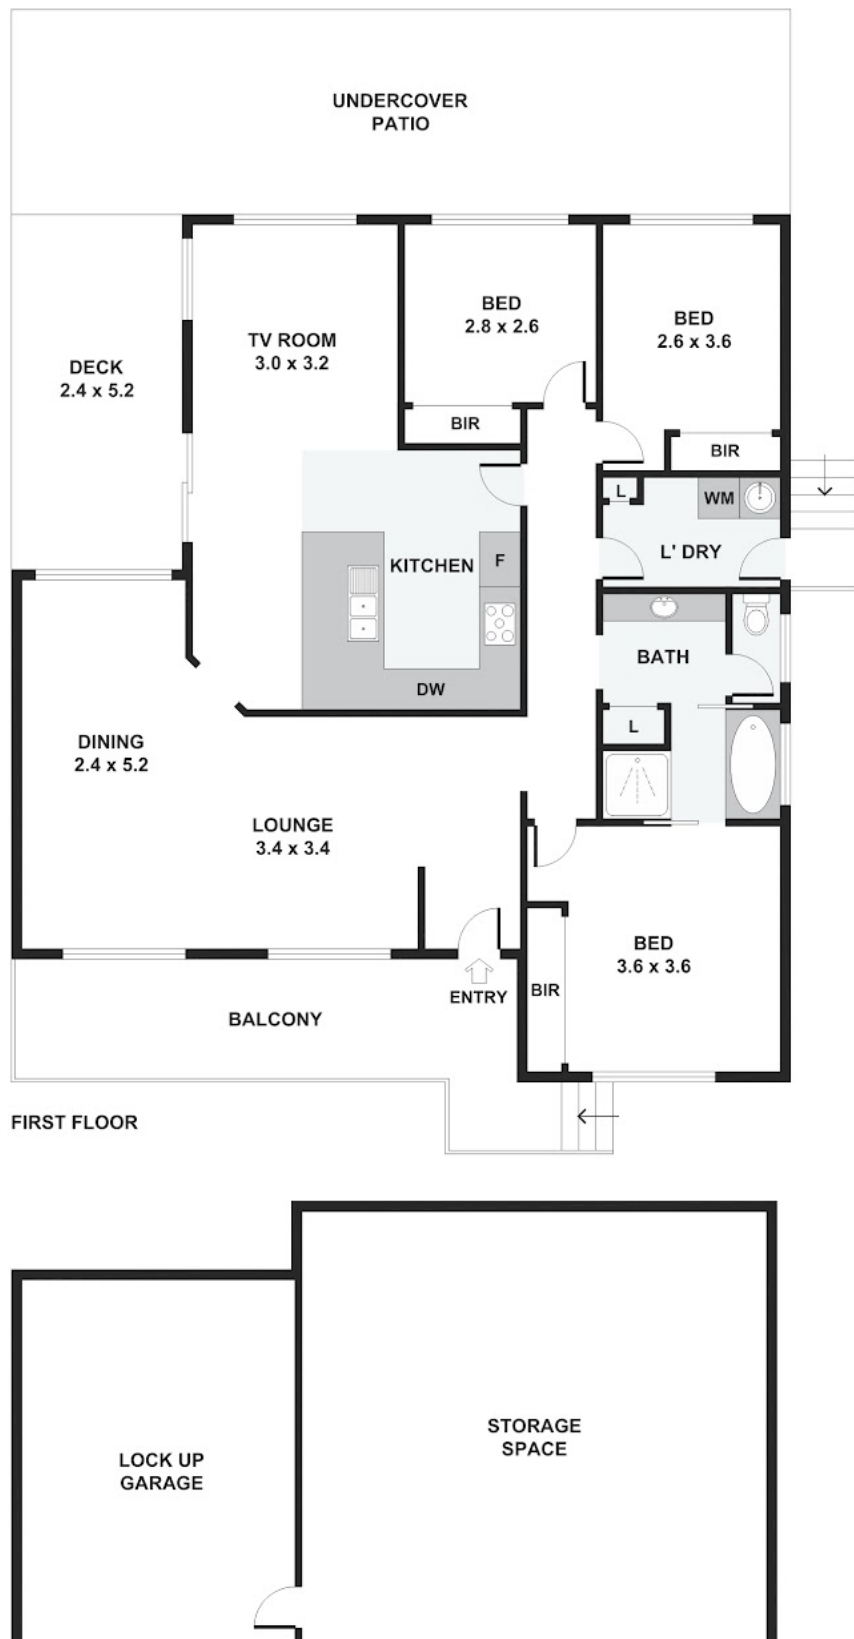 UNDERCOVER
PATIO
BED
2.8 x 2.6
BED
2.6 x 3.6
TV ROOM
3.0 x 3.2
DECK
2.4 x 5.2
BIR
BIR
L
WM
L' DRY
KITCHEN
F
BATH
DW
L
DINING
2.4 x 5.2
LOUNGE
3.4 x 3.4
BED
3.6 x 3.6
BIR
ENTRY
BALCONY
FIRST FLOOR
STORAGE
SPACE
LOCK UP
GARAGE